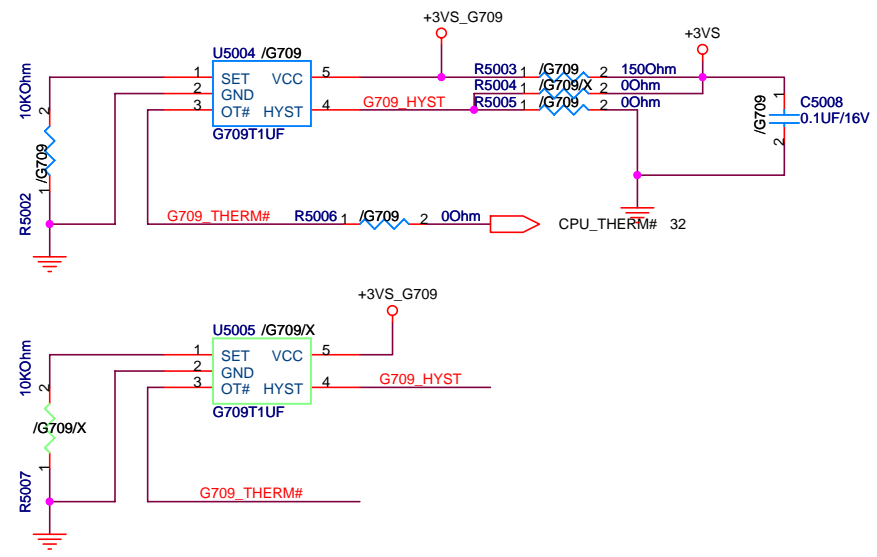 +3VS_G709
+3VS
U5004 /G709
10KOhm
1 SET VCC 5
2 GND
3 OT# HYST 4
G709T1UF
G709_HYST
R5003 1 /G709 2 150Ohm
R5004 1 /G709/X 2 0Ohm
R5005 1 /G709 2 0Ohm
1 C5008
/G709 0.1UF/16V
2
2
/G709
1
R5002
G709_THERM# R5006 1 /G709 2 0Ohm
CPU_THERM# 32
+3VS_G709
U5005 /G709/X
10KOhm
1 SET VCC 5
2 GND
3 OT# HYST 4
G709T1UF
G709_HYST
2
/G709/X
1
R5007
G709_THERM#